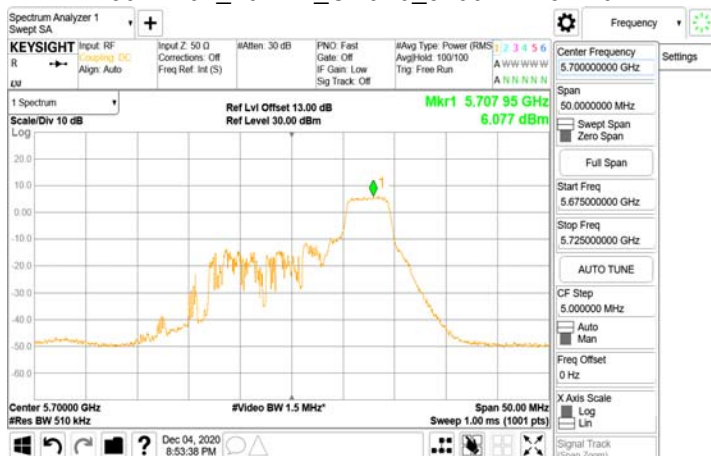 Spectrum Analyzer 1
Swept SA
+
Frequency
KEYSIGHT
R
Input: RF
Coupling: DC
Align: Auto
Input Z: 50 Ω
Corrections: Off
Freq Ref: Int (S)
#Atten: 30 dB
PNO: Fast
Gate: Off
IF Gain: Low
Sig Track: Off
#Avg Type: Power (RMS
Avg|Hold: 100/100
Trig: Free Run
1 2 3 4 5 6
A W W W W W
A N N N N N
Center Frequency
5.700000000 GHz
Settings
1 Spectrum
Scale/Div 10 dB
Log
Ref Lvl Offset 13.00 dB
Ref Level 30.00 dBm
Mkr1 5.707 95 GHz
6.077 dBm
Span
50.0000000 MHz
Swept Span
Zero Span
Full Span
Start Freq
5.675000000 GHz
Stop Freq
5.725000000 GHz
AUTO TUNE
CF Step
5.000000 MHz
Auto
Man
Freq Offset
0 Hz
X Axis Scale
Log
Lin
Signal Track
(Span Zoom)
20.0
10.0
0.00
-10.0
-20.0
-30.0
-40.0
-50.0
-60.0
1
Center 5.70000 GHz
#Res BW 510 kHz
#Video BW 1.5 MHz*
Span 50.00 MHz
Sweep 1.00 ms (1001 pts)
?
Dec 04, 2020
8:53:38 PM